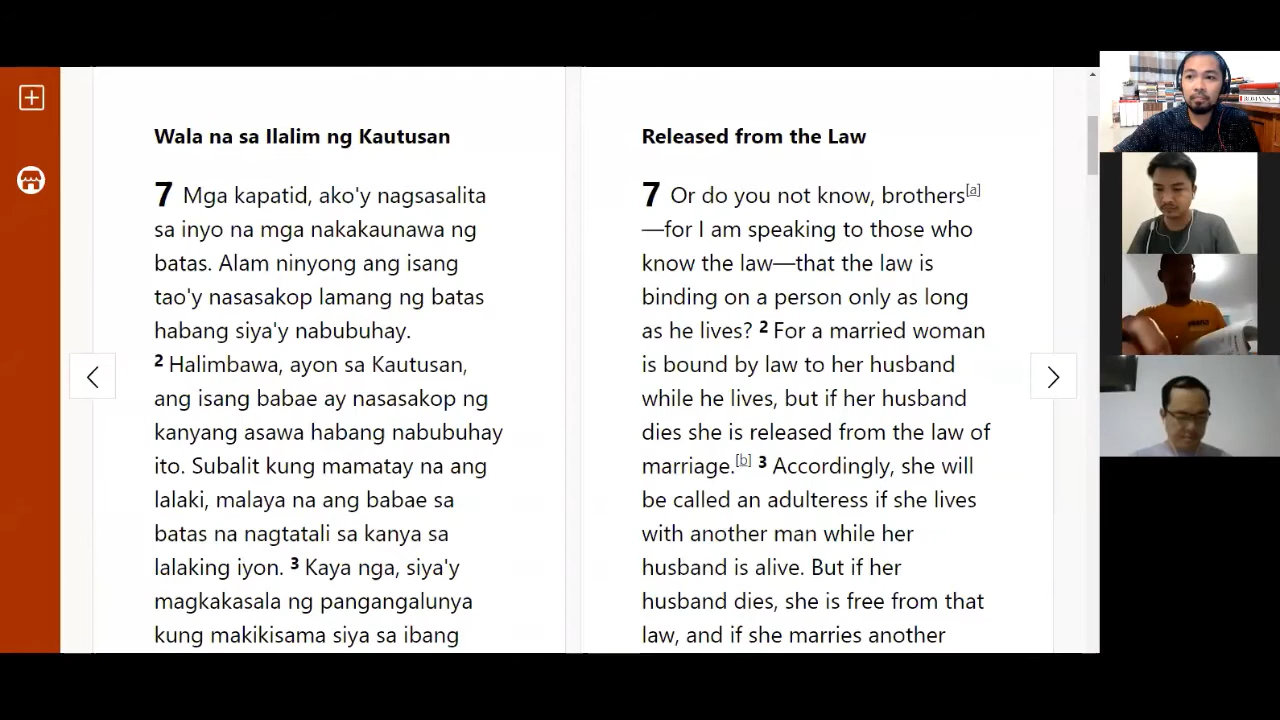 Wala na sa Ilalim ng Kautusan
7 Mga kapatid, ako'y nagsasalita
sa inyo na mga nakakaunawa ng
batas. Alam ninyong ang isang
tao'y nasasakop lamang ng batas
habang siya'y nabubuhay.
2 Halimbawa, ayon sa Kautusan,
ang isang babae ay nasasakop ng
kanyang asawa habang nabubuhay
ito. Subalit kung mamatay na ang
lalaki, malaya na ang babae sa
batas na nagtatali sa kanya sa
lalaking iyon. 3 Kaya nga, siya'y
magkakasala ng pangangalunya
kung makikisama siya sa ibang
Released from the Law
7 Or do you not know, brothers[a]
—for I am speaking to those who
know the law—that the law is
binding on a person only as long
as he lives? 2 For a married woman
is bound by law to her husband
while he lives, but if her husband
dies she is released from the law of
marriage.[b] 3 Accordingly, she will
be called an adulteress if she lives
with another man while her
husband is alive. But if her
husband dies, she is free from that
law, and if she marries another
ROMANS